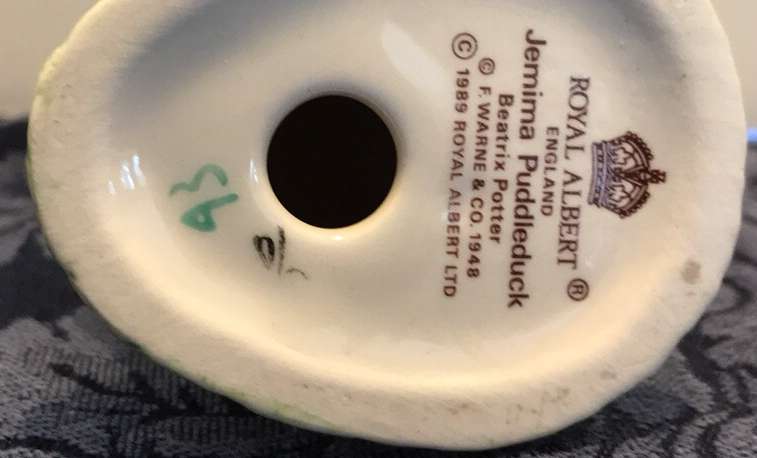 ROYAL ALBERT ®
ENGLAND
Jemima Puddleduck
Beatrix Potter
© F. WARNE & CO. 1948
© 1989 ROYAL ALBERT LTD